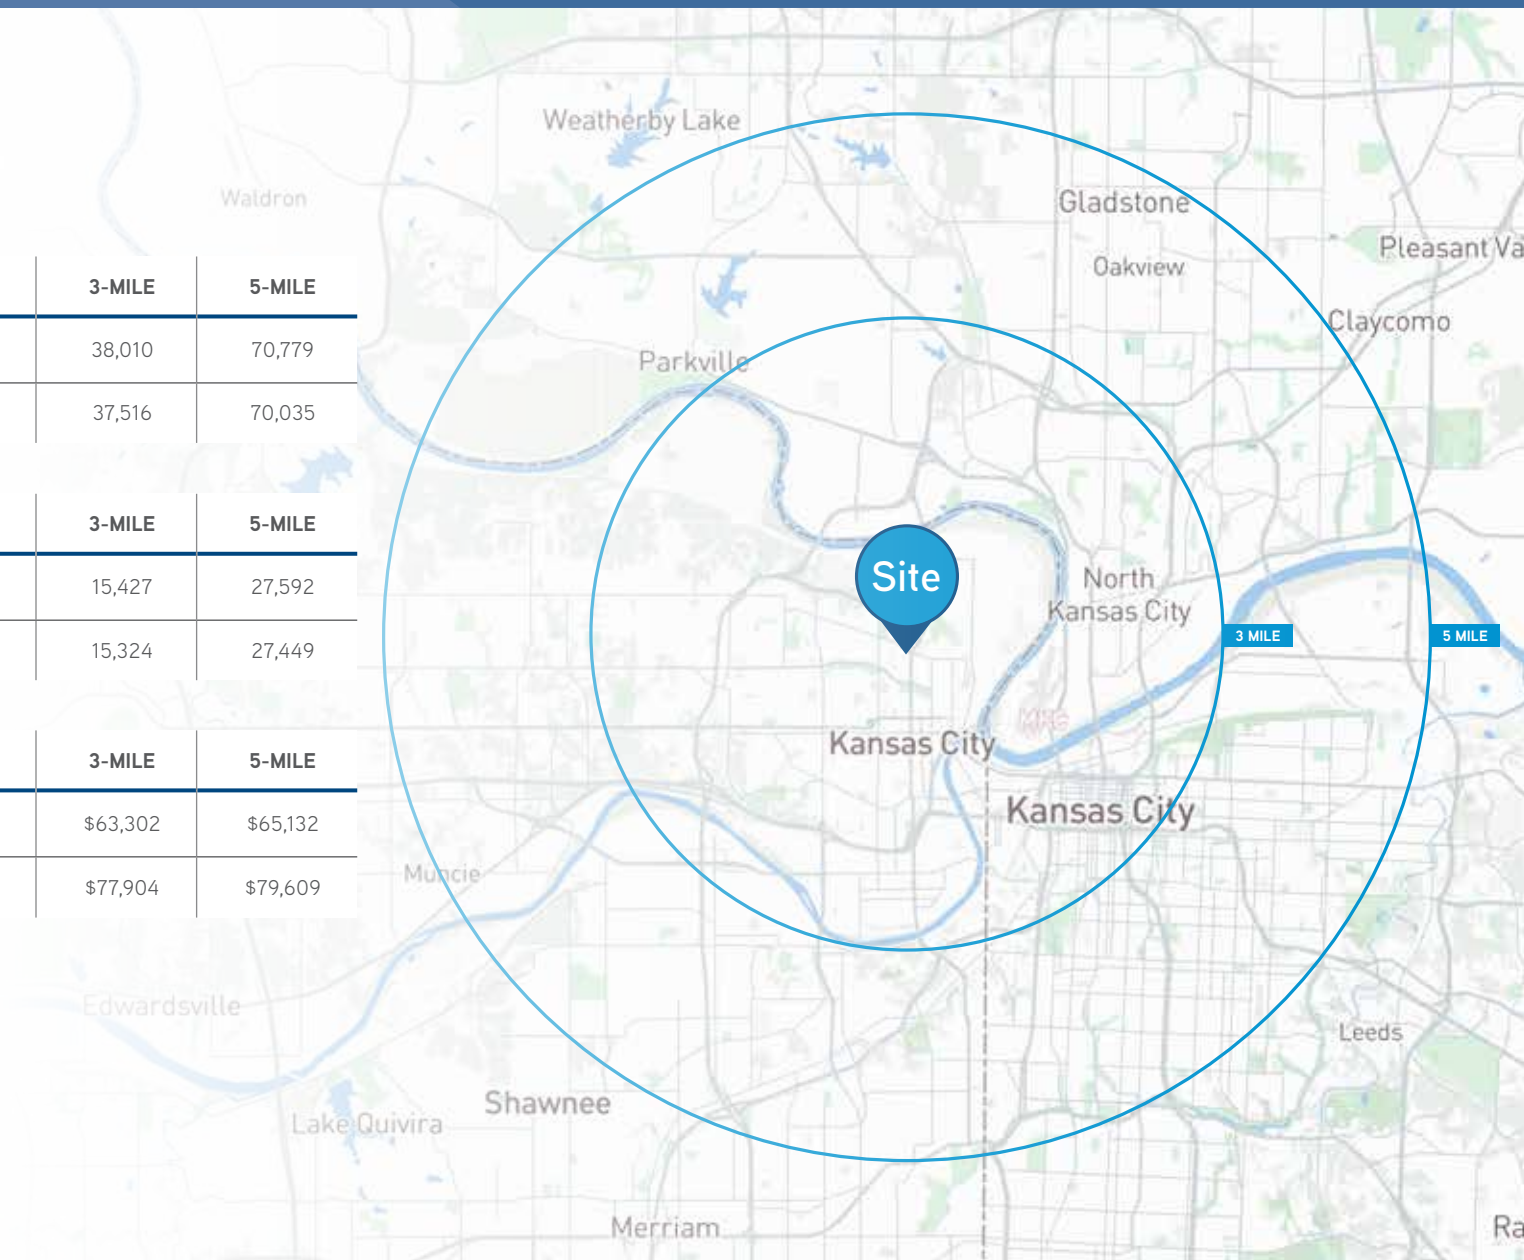 3-MILE 5-MILE
38,010 70,779
37,516 70,035
3-MILE 5-MILE
15,427 27,592
15,324 27,449
3-MILE 5-MILE
$63,302 $65,132
$77,904 $79,609
Weatherby Lake
Waldron
Gladstone
Pleasant Va
Oakview
Claycomo
Parkville
Site
North
Kansas City
3 MILE
5 MILE
MKC
Kansas City
Kansas City
Muncie
Edwardsville
Leeds
Shawnee
Lake Quivira
Merriam
Ra